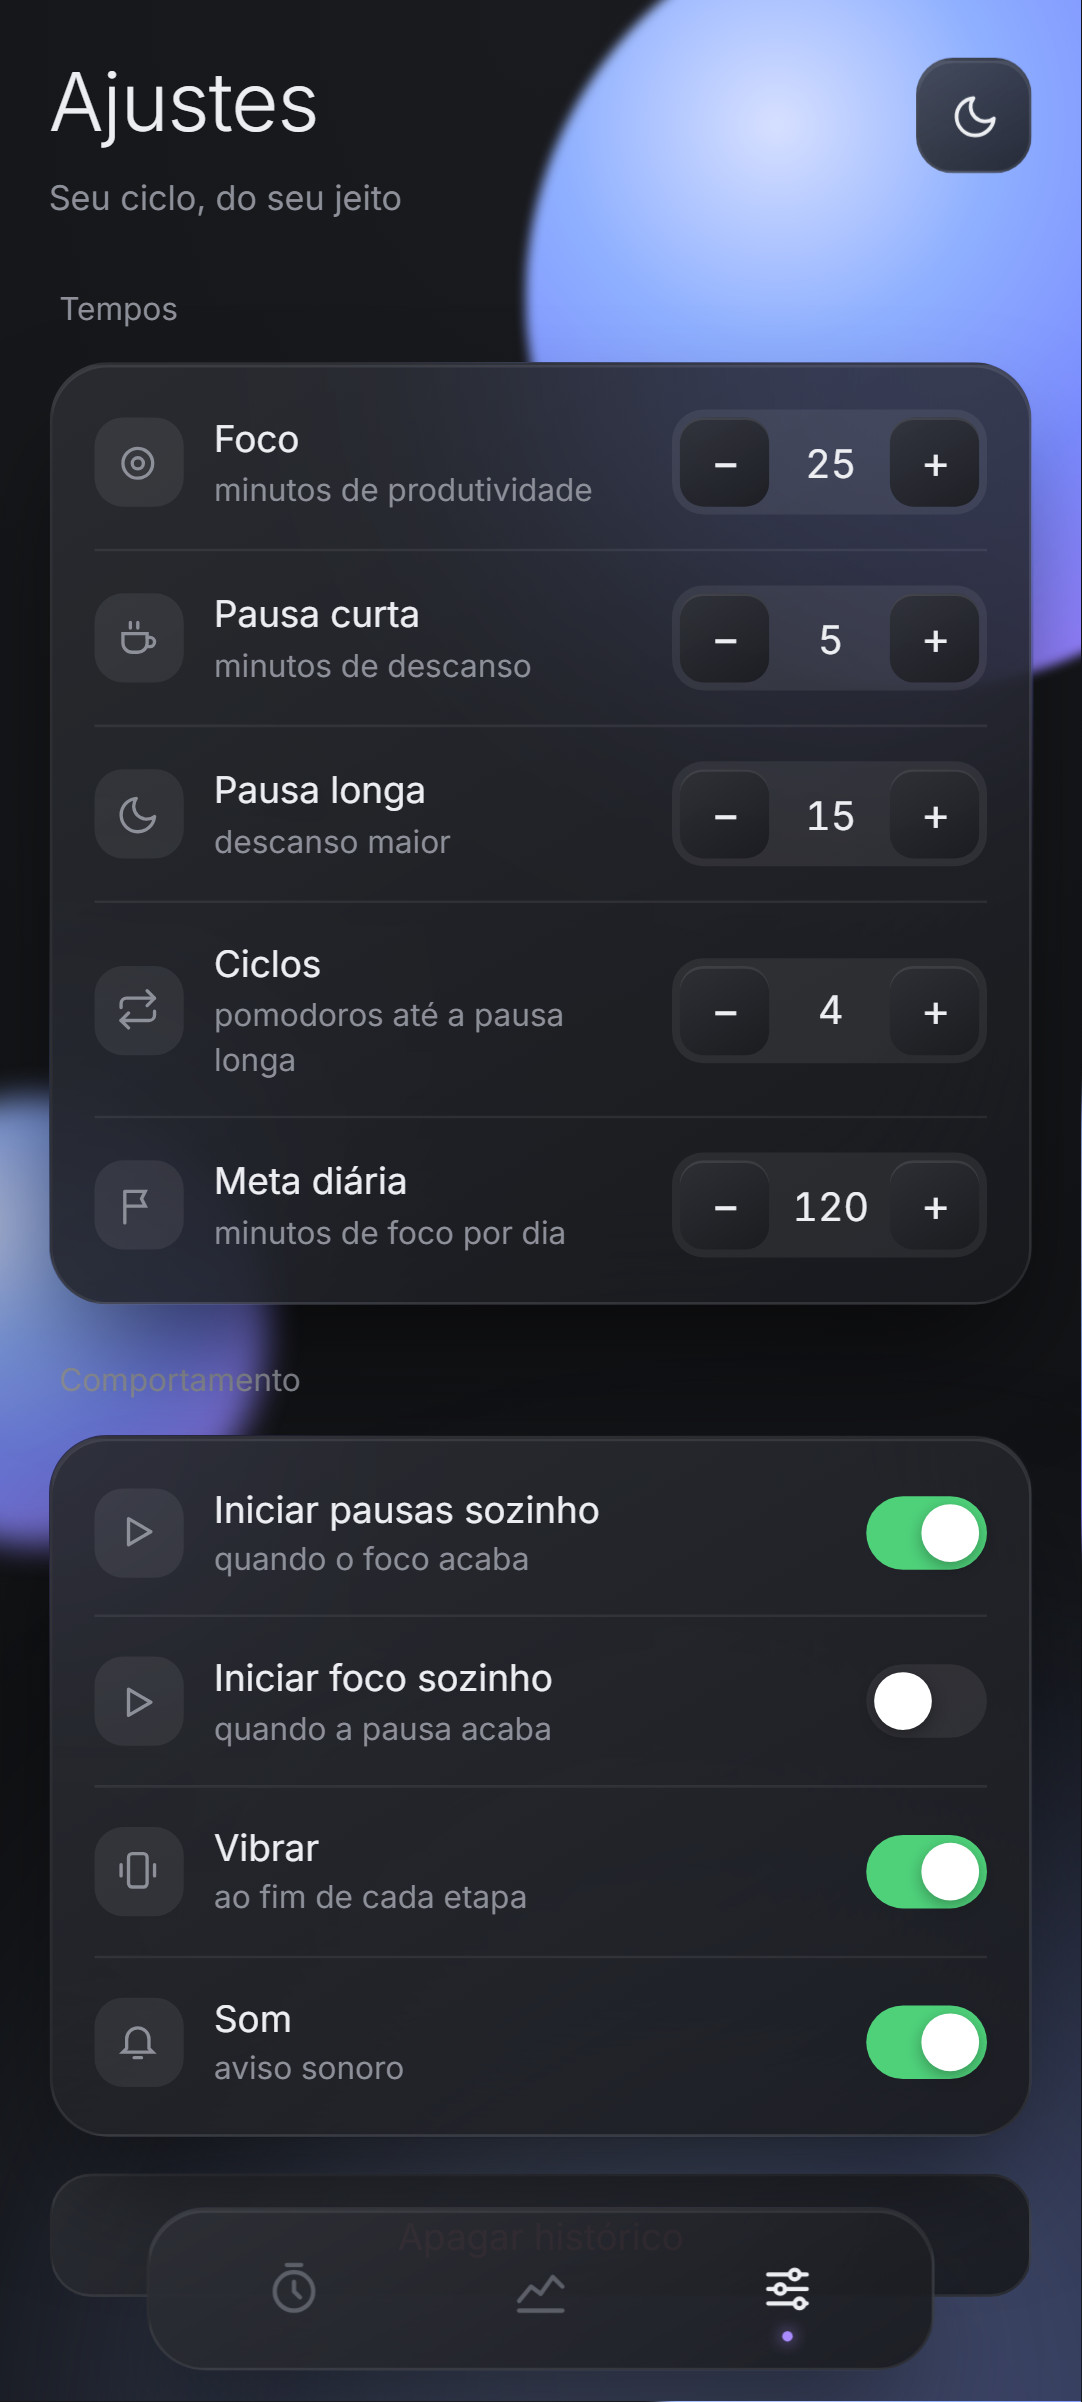 Ajustes
Seu ciclo, do seu jeito
Tempos
Foco
minutos de produtividade
− 25 +
Pausa curta
minutos de descanso
− 5 +
Pausa longa
descanso maior
− 15 +
Ciclos
pomodoros até a pausa
longa
− 4 +
Meta diária
minutos de foco por dia
− 120 +
Comportamento
Iniciar pausas sozinho
quando o foco acaba
Iniciar foco sozinho
quando a pausa acaba
Vibrar
ao fim de cada etapa
Som
aviso sonoro
Apagar histórico